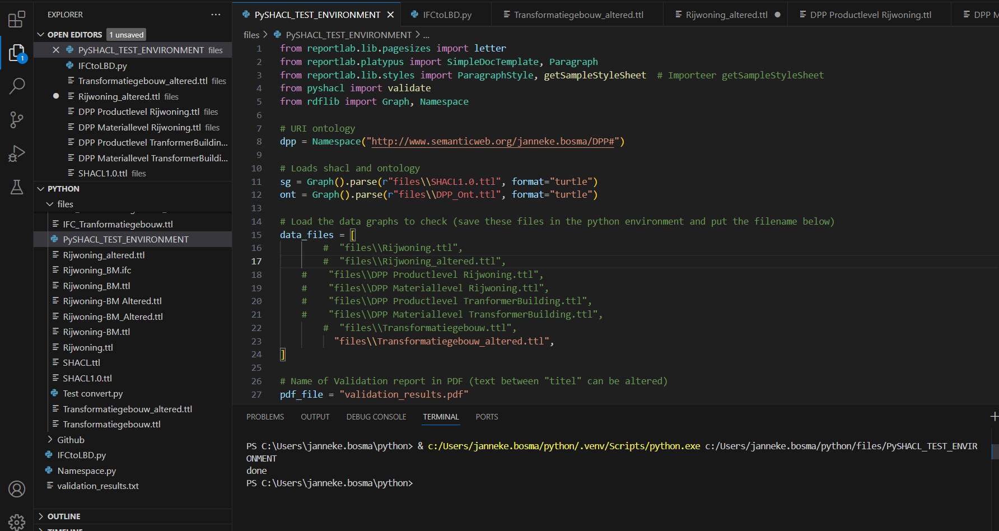 EXPLORER
OPEN EDITORS 1 unsaved
PySHACL_TEST_ENVIRONMENT files
IFCtoLBD.py
Transformatiegebouw_altered.ttl files
Rijwoning_altered.ttl files
DPP Productlevel Rijwoning.ttl files
DPP Materiallevel Rijwoning.ttl files
DPP Productlevel TranformerBuildin...
DPP Materiallevel TransformerBuildi...
SHACL1.0.ttl files
PYTHON
files
IFC_Tranformatiegebouw.ttl
PySHACL_TEST_ENVIRONMENT
Rijwoning_altered.ttl
Rijwoning_BM.ifc
Rijwoning_BM.ttl
Rijwoning-BM Altered.ttl
Rijwoning-BM_Altered.ttl
Rijwoning-BM.ttl
Rijwoning.ttl
SHACL.ttl
SHACL1.0.ttl
Test convert.py
Transformatiegebouw_altered.ttl
Transformatiegebouw.ttl
Github
IFCtoLBD.py
Namespace.py
validation_results.txt
OUTLINE
TIMELINE
1
PySHACL_TEST_ENVIRONMENT IFCtoLBD.py Transformatiegebouw_altered.ttl Rijwoning_altered.ttl DPP Productlevel Rijwoning.ttl DPP M
files > PySHACL_TEST_ENVIRONMENT > ...
1 from reportlab.lib.pagesizes import letter
2 from reportlab.platypus import SimpleDocTemplate, Paragraph
3 from reportlab.lib.styles import ParagraphStyle, getSampleStyleSheet # Importeer getSampleStyleSheet
4 from pyshacl import validate
5 from rdflib import Graph, Namespace
6
7 # URI ontology
8 dpp = Namespace("http://www.semanticweb.org/janneke.bosma/DPP#")
9
10 # Loads shacl and ontology
11 sg = Graph().parse(r"files\\SHACL1.0.ttl", format="turtle")
12 ont = Graph().parse(r"files\\DPP_Ont.ttl", format="turtle")
13
14 # Load the data graphs to check (save these files in the python environment and put the filename below)
15 data_files = [
16 # "files\\Rijwoning.ttl",
17 # "files\\Rijwoning_altered.ttl",
18 # "files\\DPP Productlevel Rijwoning.ttl",
19 # "files\\DPP Materiallevel Rijwoning.ttl",
20 # "files\\DPP Productlevel TranformerBuilding.ttl",
21 # "files\\DPP Materiallevel TransformerBuilding.ttl",
22 # "files\\Transformatiegebouw.ttl",
23 "files\\Transformatiegebouw_altered.ttl",
24 ]
25
26 # Name of Validation report in PDF (text between "titel" can be altered)
27 pdf_file = "validation_results.pdf"
PROBLEMS OUTPUT DEBUG CONSOLE TERMINAL PORTS
PS C:\Users\janneke.bosma\python> & c:/Users/janneke.bosma/python/.venv/Scripts/python.exe c:/Users/janneke.bosma/python/files/PySHACL_TEST_ENVIR
ONMENT
done
PS C:\Users\janneke.bosma\python>